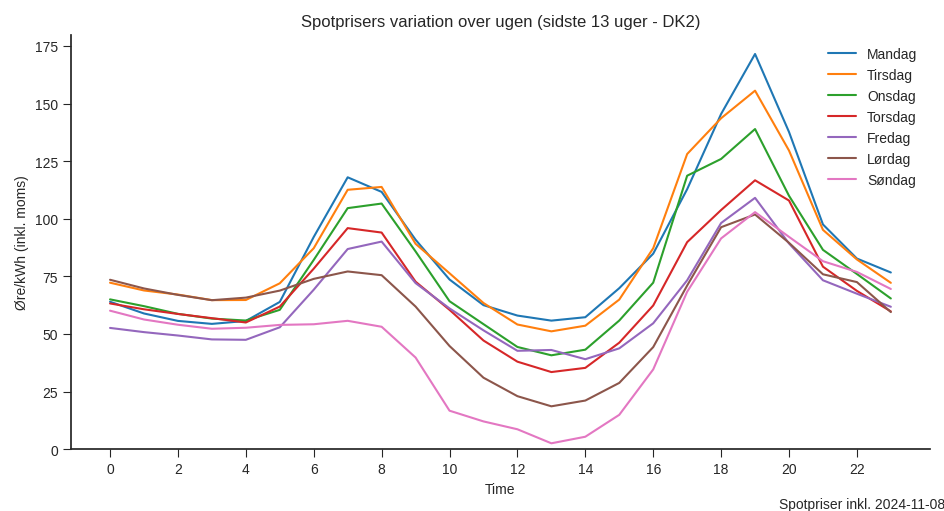 Spotprisers variation over ugen (sidste 13 uger - DK2)
Øre/kWh (inkl. moms)
175
150
125
100
75
50
25
0
Mandag
Tirsdag
Onsdag
Torsdag
Fredag
Lørdag
Søndag
0 2 4 6 8 10 12 14 16 18 20 22
Time
Spotpriser inkl. 2024-11-08